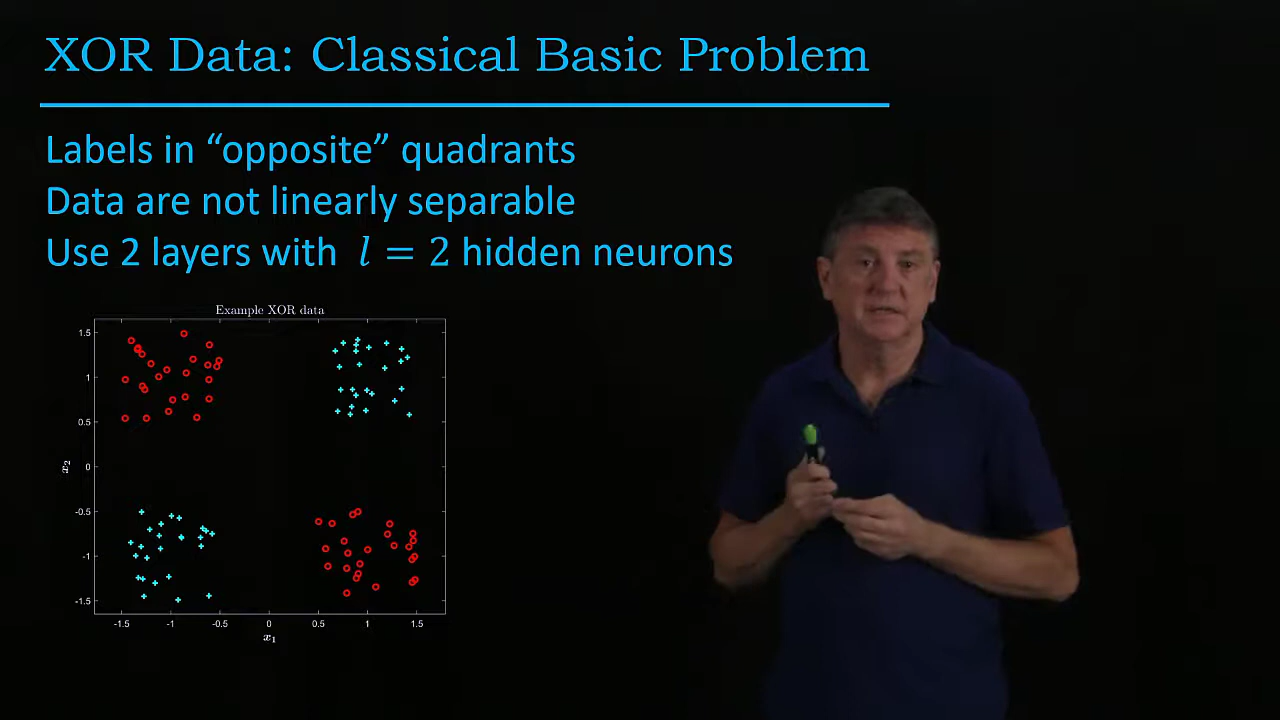 XOR Data: Classical Basic Problem
Labels in “opposite” quadrants
Data are not linearly separable
Use 2 layers with l = 2 hidden neurons
Example XOR data
1.5
1
0.5
0
-0.5
-1
-1.5
x₂
-1.5 -1 -0.5 0 0.5 1 1.5
x₁